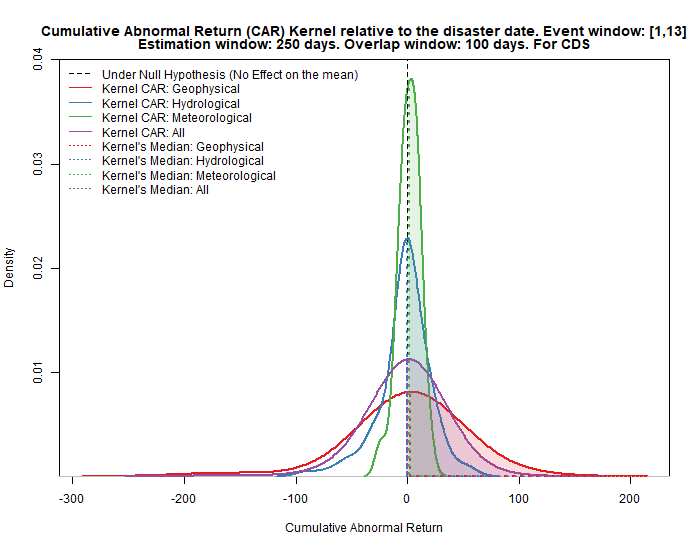 Cumulative Abnormal Return (CAR) Kernel relative to the disaster date. Event window: [1,13]
Estimation window: 250 days. Overlap window: 100 days. For CDS
Under Null Hypothesis (No Effect on the mean)
Kernel CAR: Geophysical
Kernel CAR: Hydrological
Kernel CAR: Meteorological
Kernel CAR: All
Kernel's Median: Geophysical
Kernel's Median: Hydrological
Kernel's Median: Meteorological
Kernel's Median: All
Density
0.04
0.03
0.02
0.01
-300 -200 -100 0 100 200
Cumulative Abnormal Return